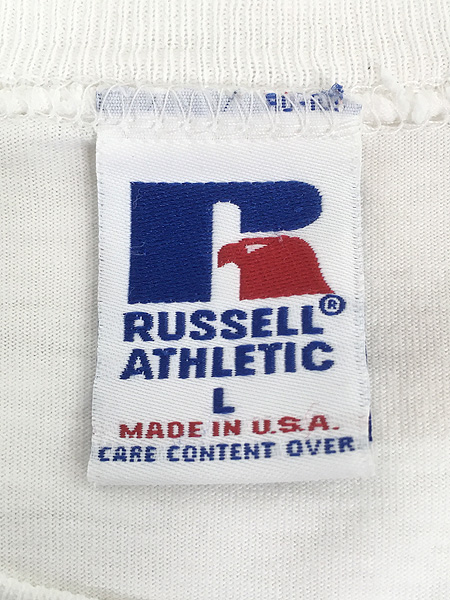 RUSSELL®
ATHLETIC
L
MADE IN U.S.A.
CARE CONTENT OVER